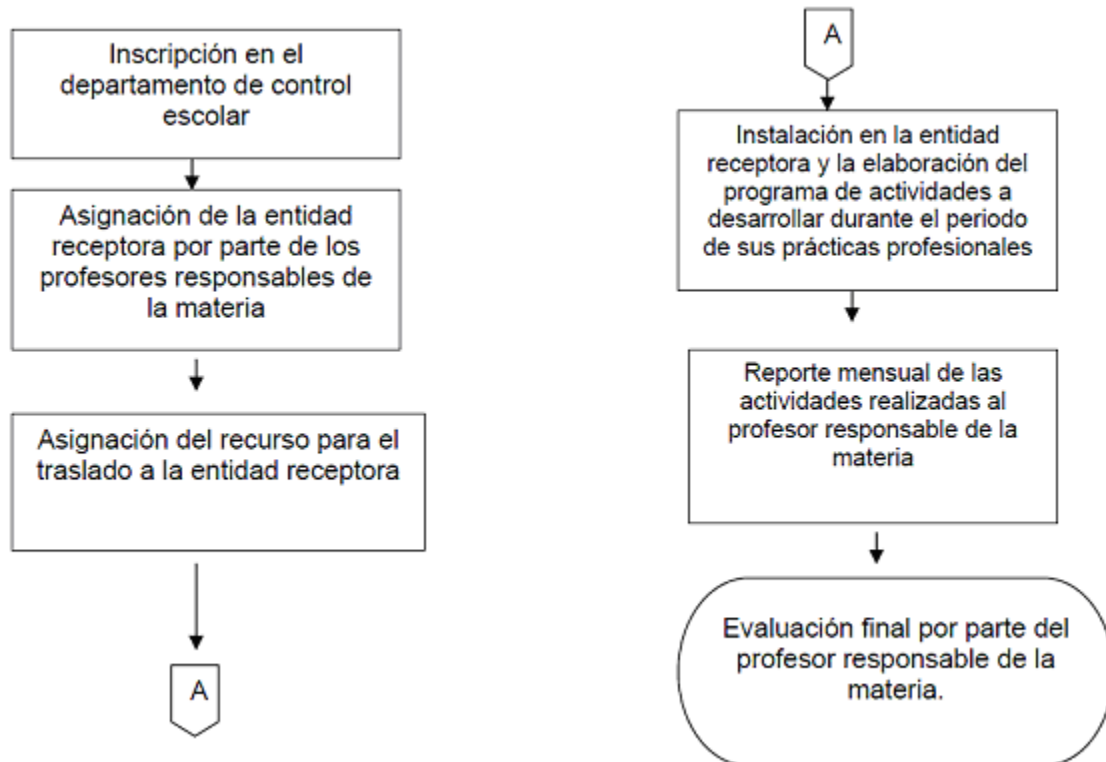 Inscripción en el
departamento de control
escolar
Asignación de la entidad
receptora por parte de los
profesores responsables de
la materia
Asignación del recurso para el
traslado a la entidad receptora
A
A
Instalación en la entidad
receptora y la elaboración del
programa de actividades a
desarrollar durante el periodo
de sus prácticas profesionales
Reporte mensual de las
actividades realizadas al
profesor responsable de la
materia
Evaluación final por parte del
profesor responsable de la
materia.